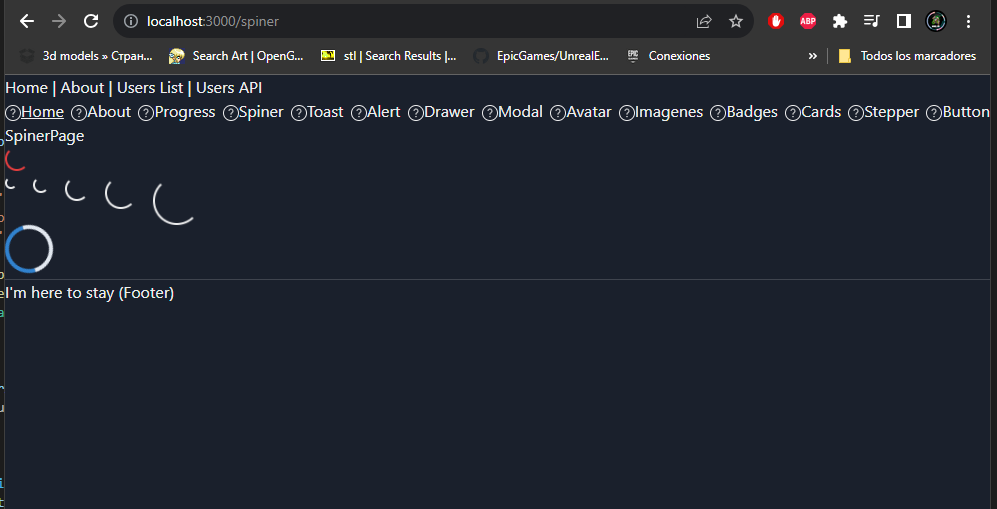 localhost:3000/spiner
ABP
3d models » Стран... Search Art | OpenG... stl | Search Results |... EpicGames/UnrealE... EPIC GAMES Conexiones » Todos los marcadores
Home | About | Users List | Users API
?Home ?About ?Progress ?Spiner ?Toast ?Alert ?Drawer ?Modal ?Avatar ?Imagenes ?Badges ?Cards ?Stepper ?Button
SpinerPage
I'm here to stay (Footer)